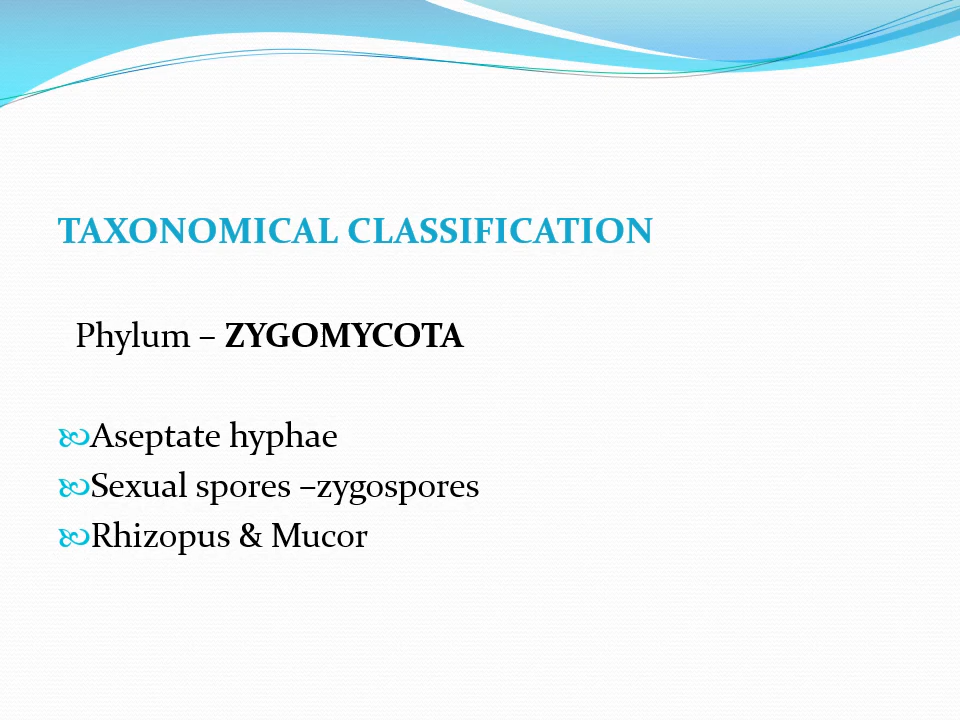 TAXONOMICAL CLASSIFICATION
Phylum – ZYGOMYCOTA
Aseptate hyphae
Sexual spores –zygospores
Rhizopus & Mucor